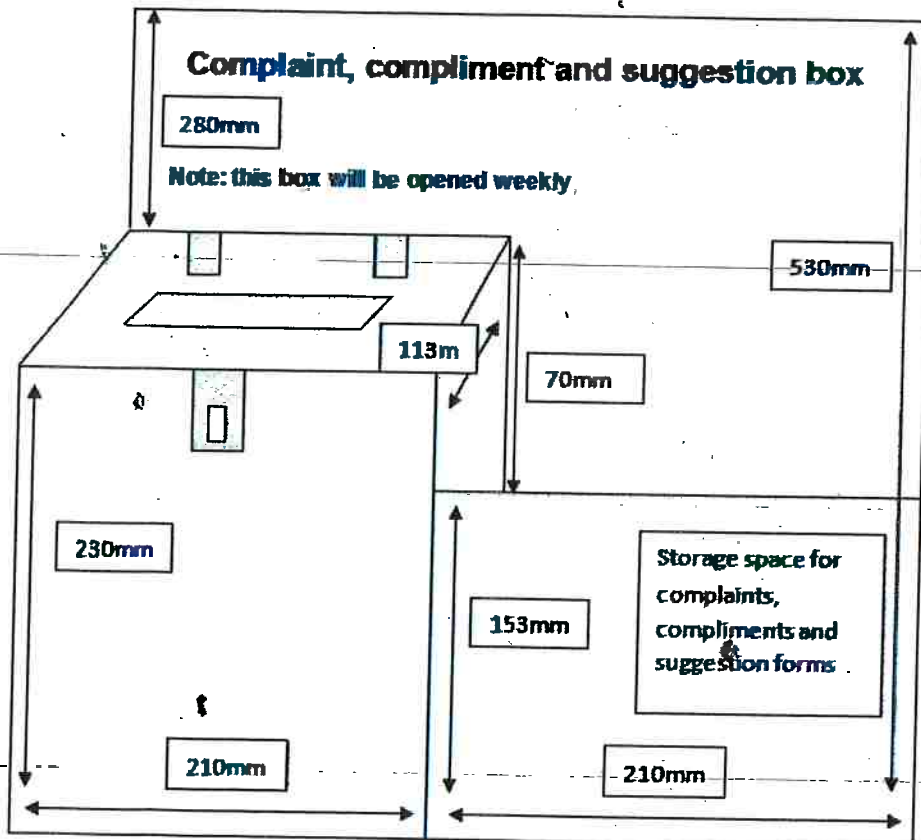 Complaint, compliment and suggestion box
280mm
Note: this box will be opened weekly
530mm
113m
70mm
230mm
153mm
Storage space for
complaints,
compliments and
suggestion forms
210mm
210mm